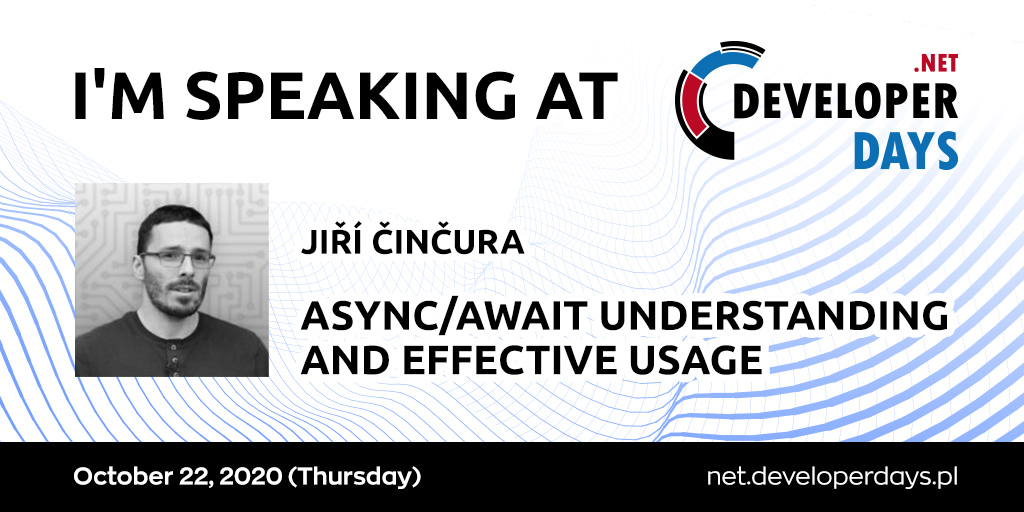 I'M SPEAKING AT
.NET
DEVELOPER
DAYS
JIŘÍ ČINČURA
ASYNC/AWAIT UNDERSTANDING
AND EFFECTIVE USAGE
October 22, 2020 (Thursday)
net.developerdays.pl